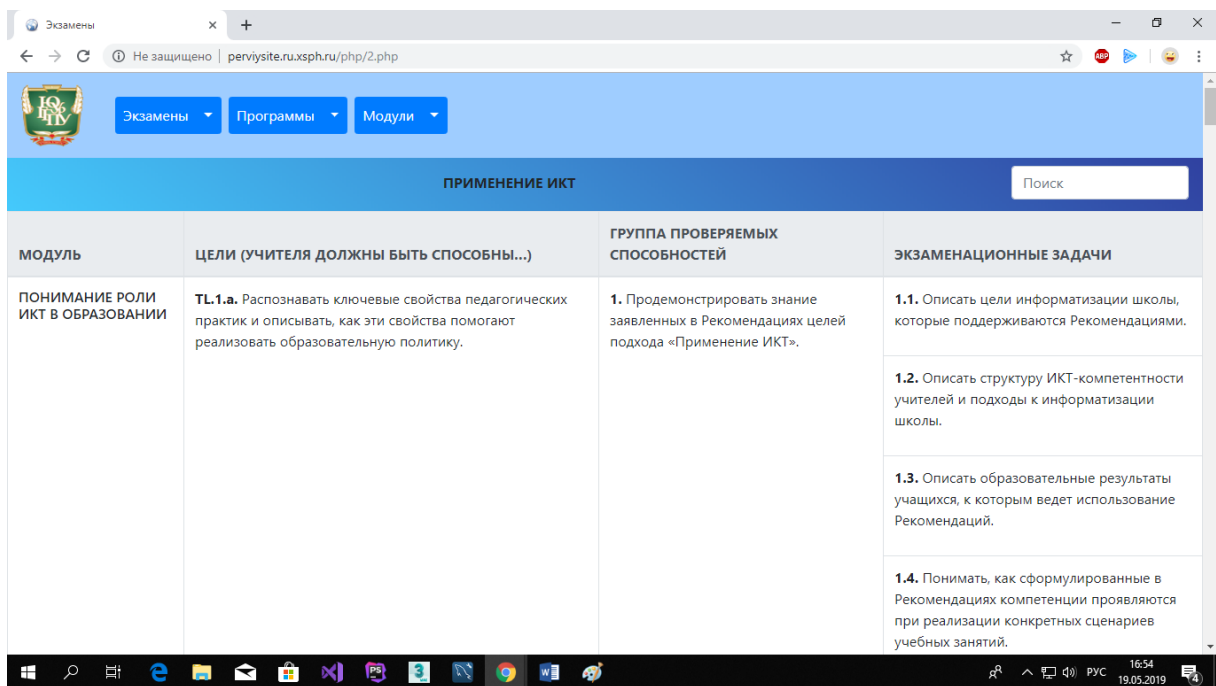 Экзамены
Не защищено | perviysite.ru.xsph.ru/php/2.php
ABP
Экзамены Программы Модули
ПРИМЕНЕНИЕ ИКТ
Поиск
МОДУЛЬ
ЦЕЛИ (УЧИТЕЛЯ ДОЛЖНЫ БЫТЬ СПОСОБНЫ...)
ГРУППА ПРОВЕРЯЕМЫХ
СПОСОБНОСТЕЙ
ЭКЗАМЕНАЦИОННЫЕ ЗАДАЧИ
ПОНИМАНИЕ РОЛИ
ИКТ В ОБРАЗОВАНИИ
TL.1.a. Распознавать ключевые свойства педагогических
практик и описывать, как эти свойства помогают
реализовать образовательную политику.
1. Продемонстрировать знание
заявленных в Рекомендациях целей
подхода «Применение ИКТ».
1.1. Описать цели информатизации школы,
которые поддерживаются Рекомендациями.
1.2. Описать структуру ИКТ-компетентности
учителей и подходы к информатизации
школы.
1.3. Описать образовательные результаты
учащихся, к которым ведет использование
Рекомендаций.
1.4. Понимать, как сформулированные в
Рекомендациях компетенции проявляются
при реализации конкретных сценариев
учебных занятий.
РУС
16:54
19.05.2019
4